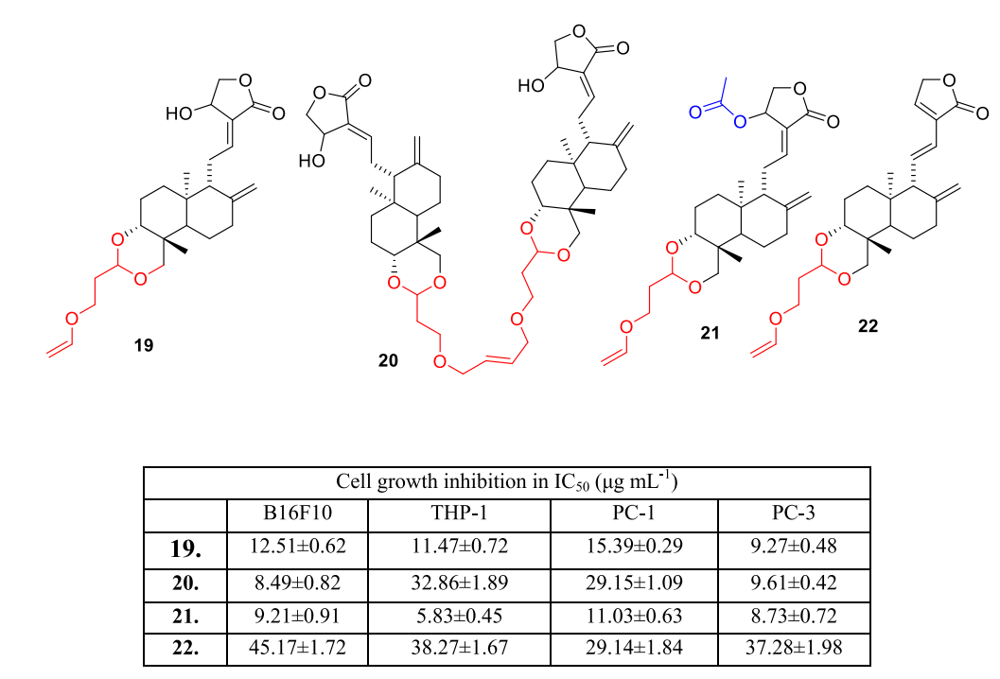 O
O
HO
O
O
19
O
O
O
HO
O
O
O
20
O
O
HO
O
O
O
O
O
O
O
O
O
21
O
O
O
O
O
22
Cell growth inhibition in IC50 (μg mL-1)
B16F10 THP-1 PC-1 PC-3
19. 12.51±0.62 11.47±0.72 15.39±0.29 9.27±0.48
20. 8.49±0.82 32.86±1.89 29.15±1.09 9.61±0.42
21. 9.21±0.91 5.83±0.45 11.03±0.63 8.73±0.72
22. 45.17±1.72 38.27±1.67 29.14±1.84 37.28±1.98